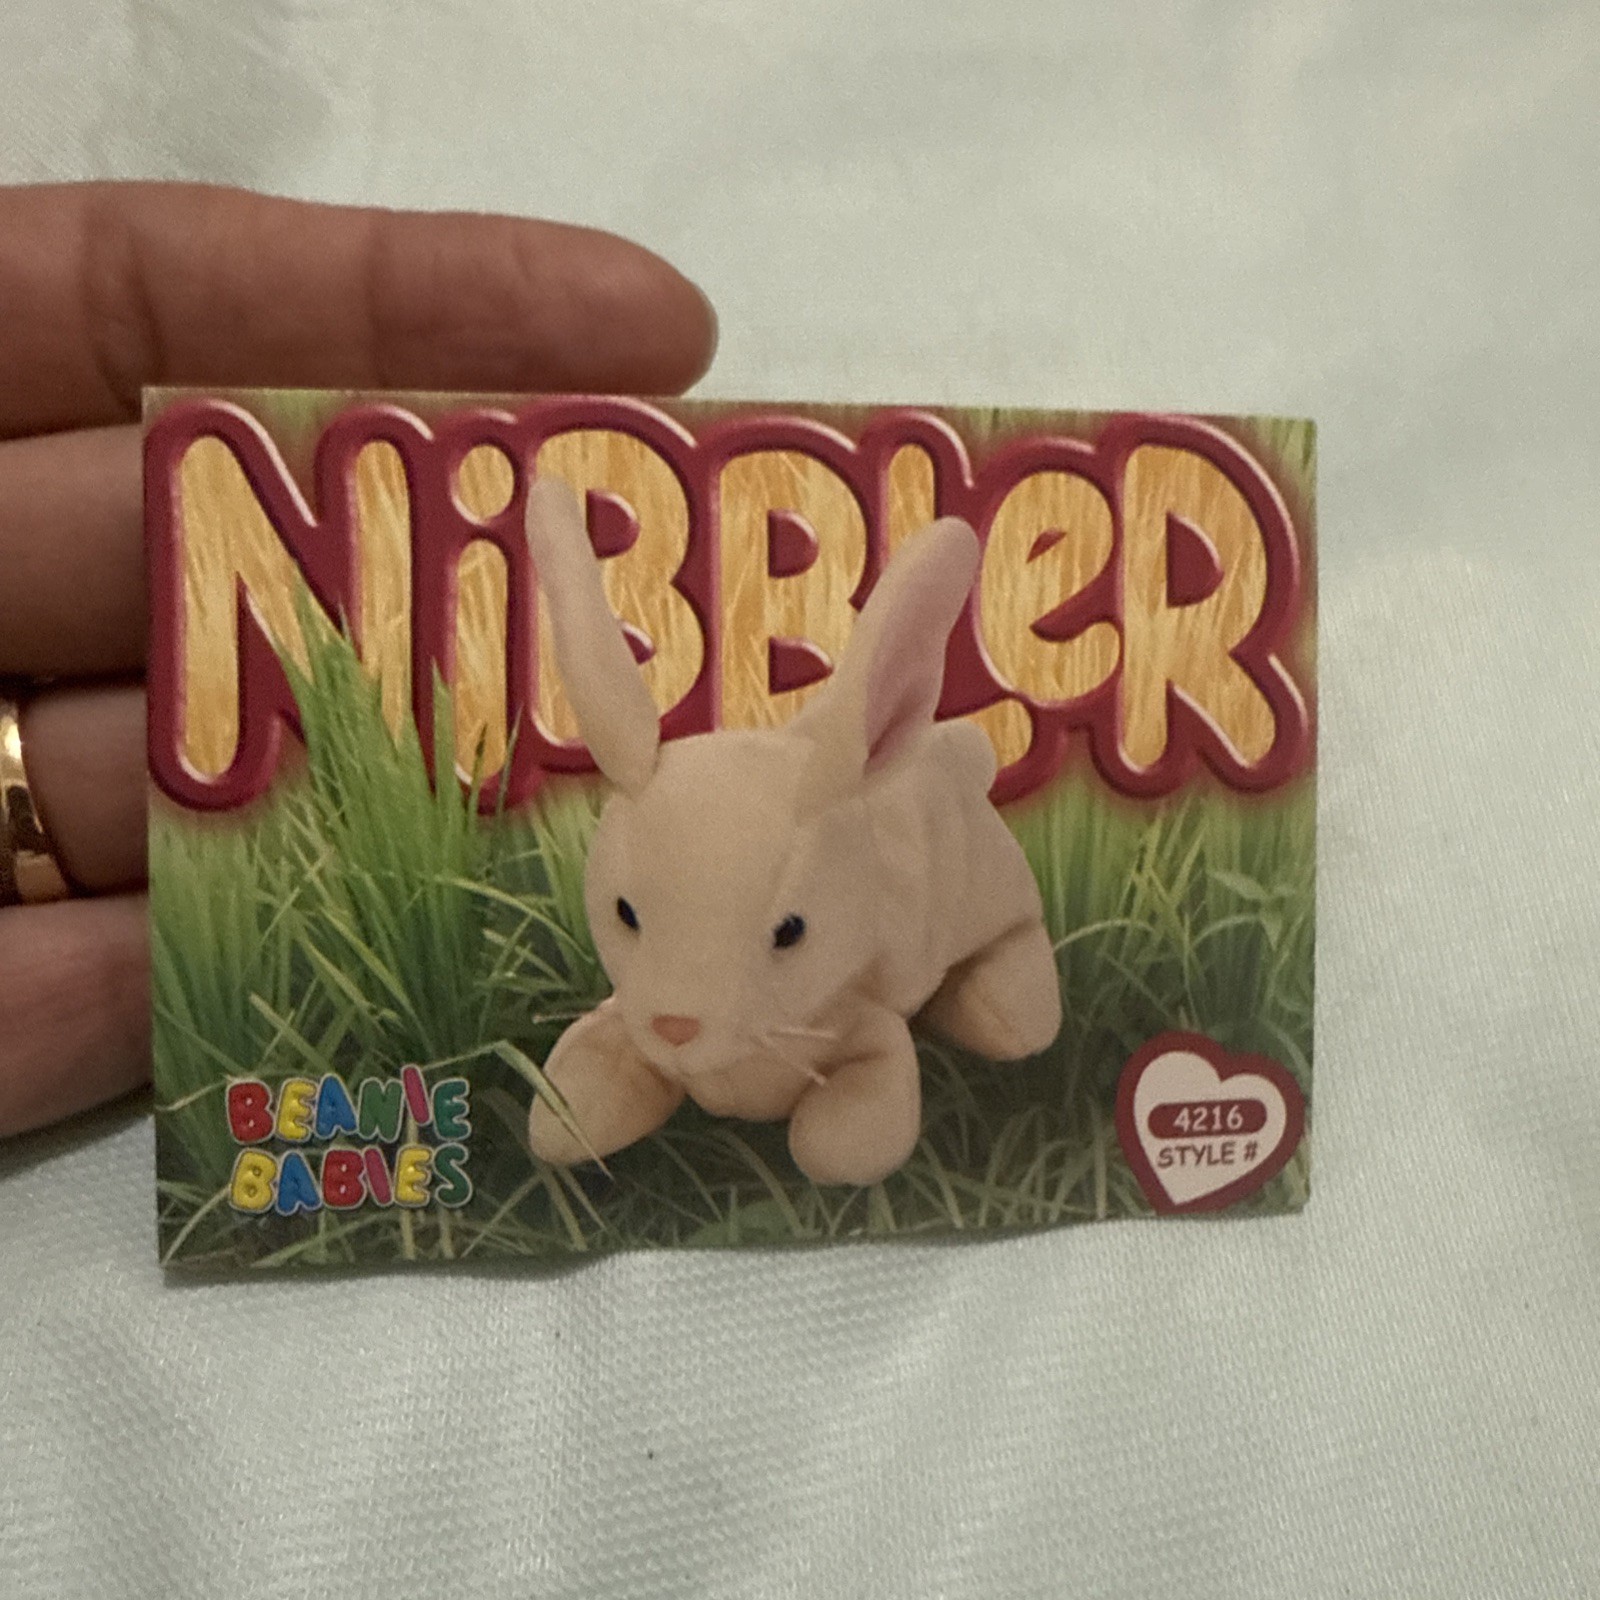 NiBBLeR
BEANIE
BABIES
4216
STYLE #